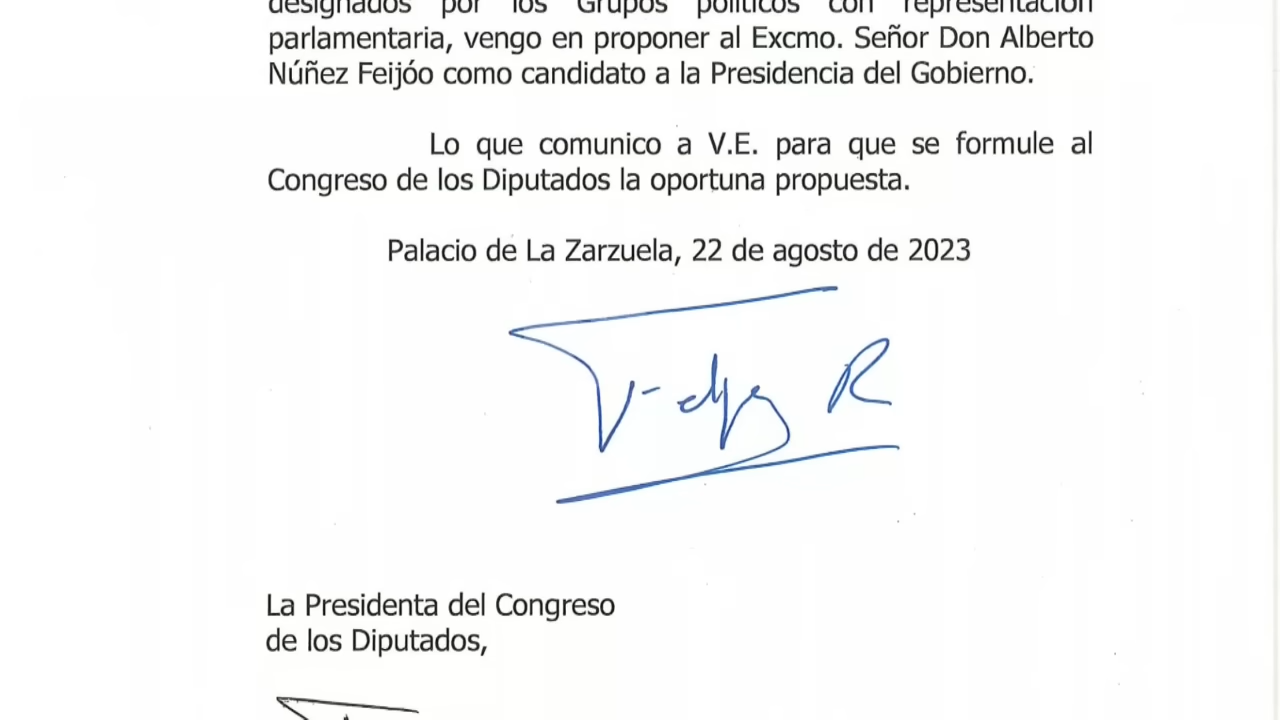 designados por los Grupos políticos con representación
parlamentaria, vengo en proponer al Excmo. Señor Don Alberto
Núñez Feijóo como candidato a la Presidencia del Gobierno.
Lo que comunico a V.E. para que se formule al
Congreso de los Diputados la oportuna propuesta.
Palacio de La Zarzuela, 22 de agosto de 2023
La Presidenta del Congreso
de los Diputados,